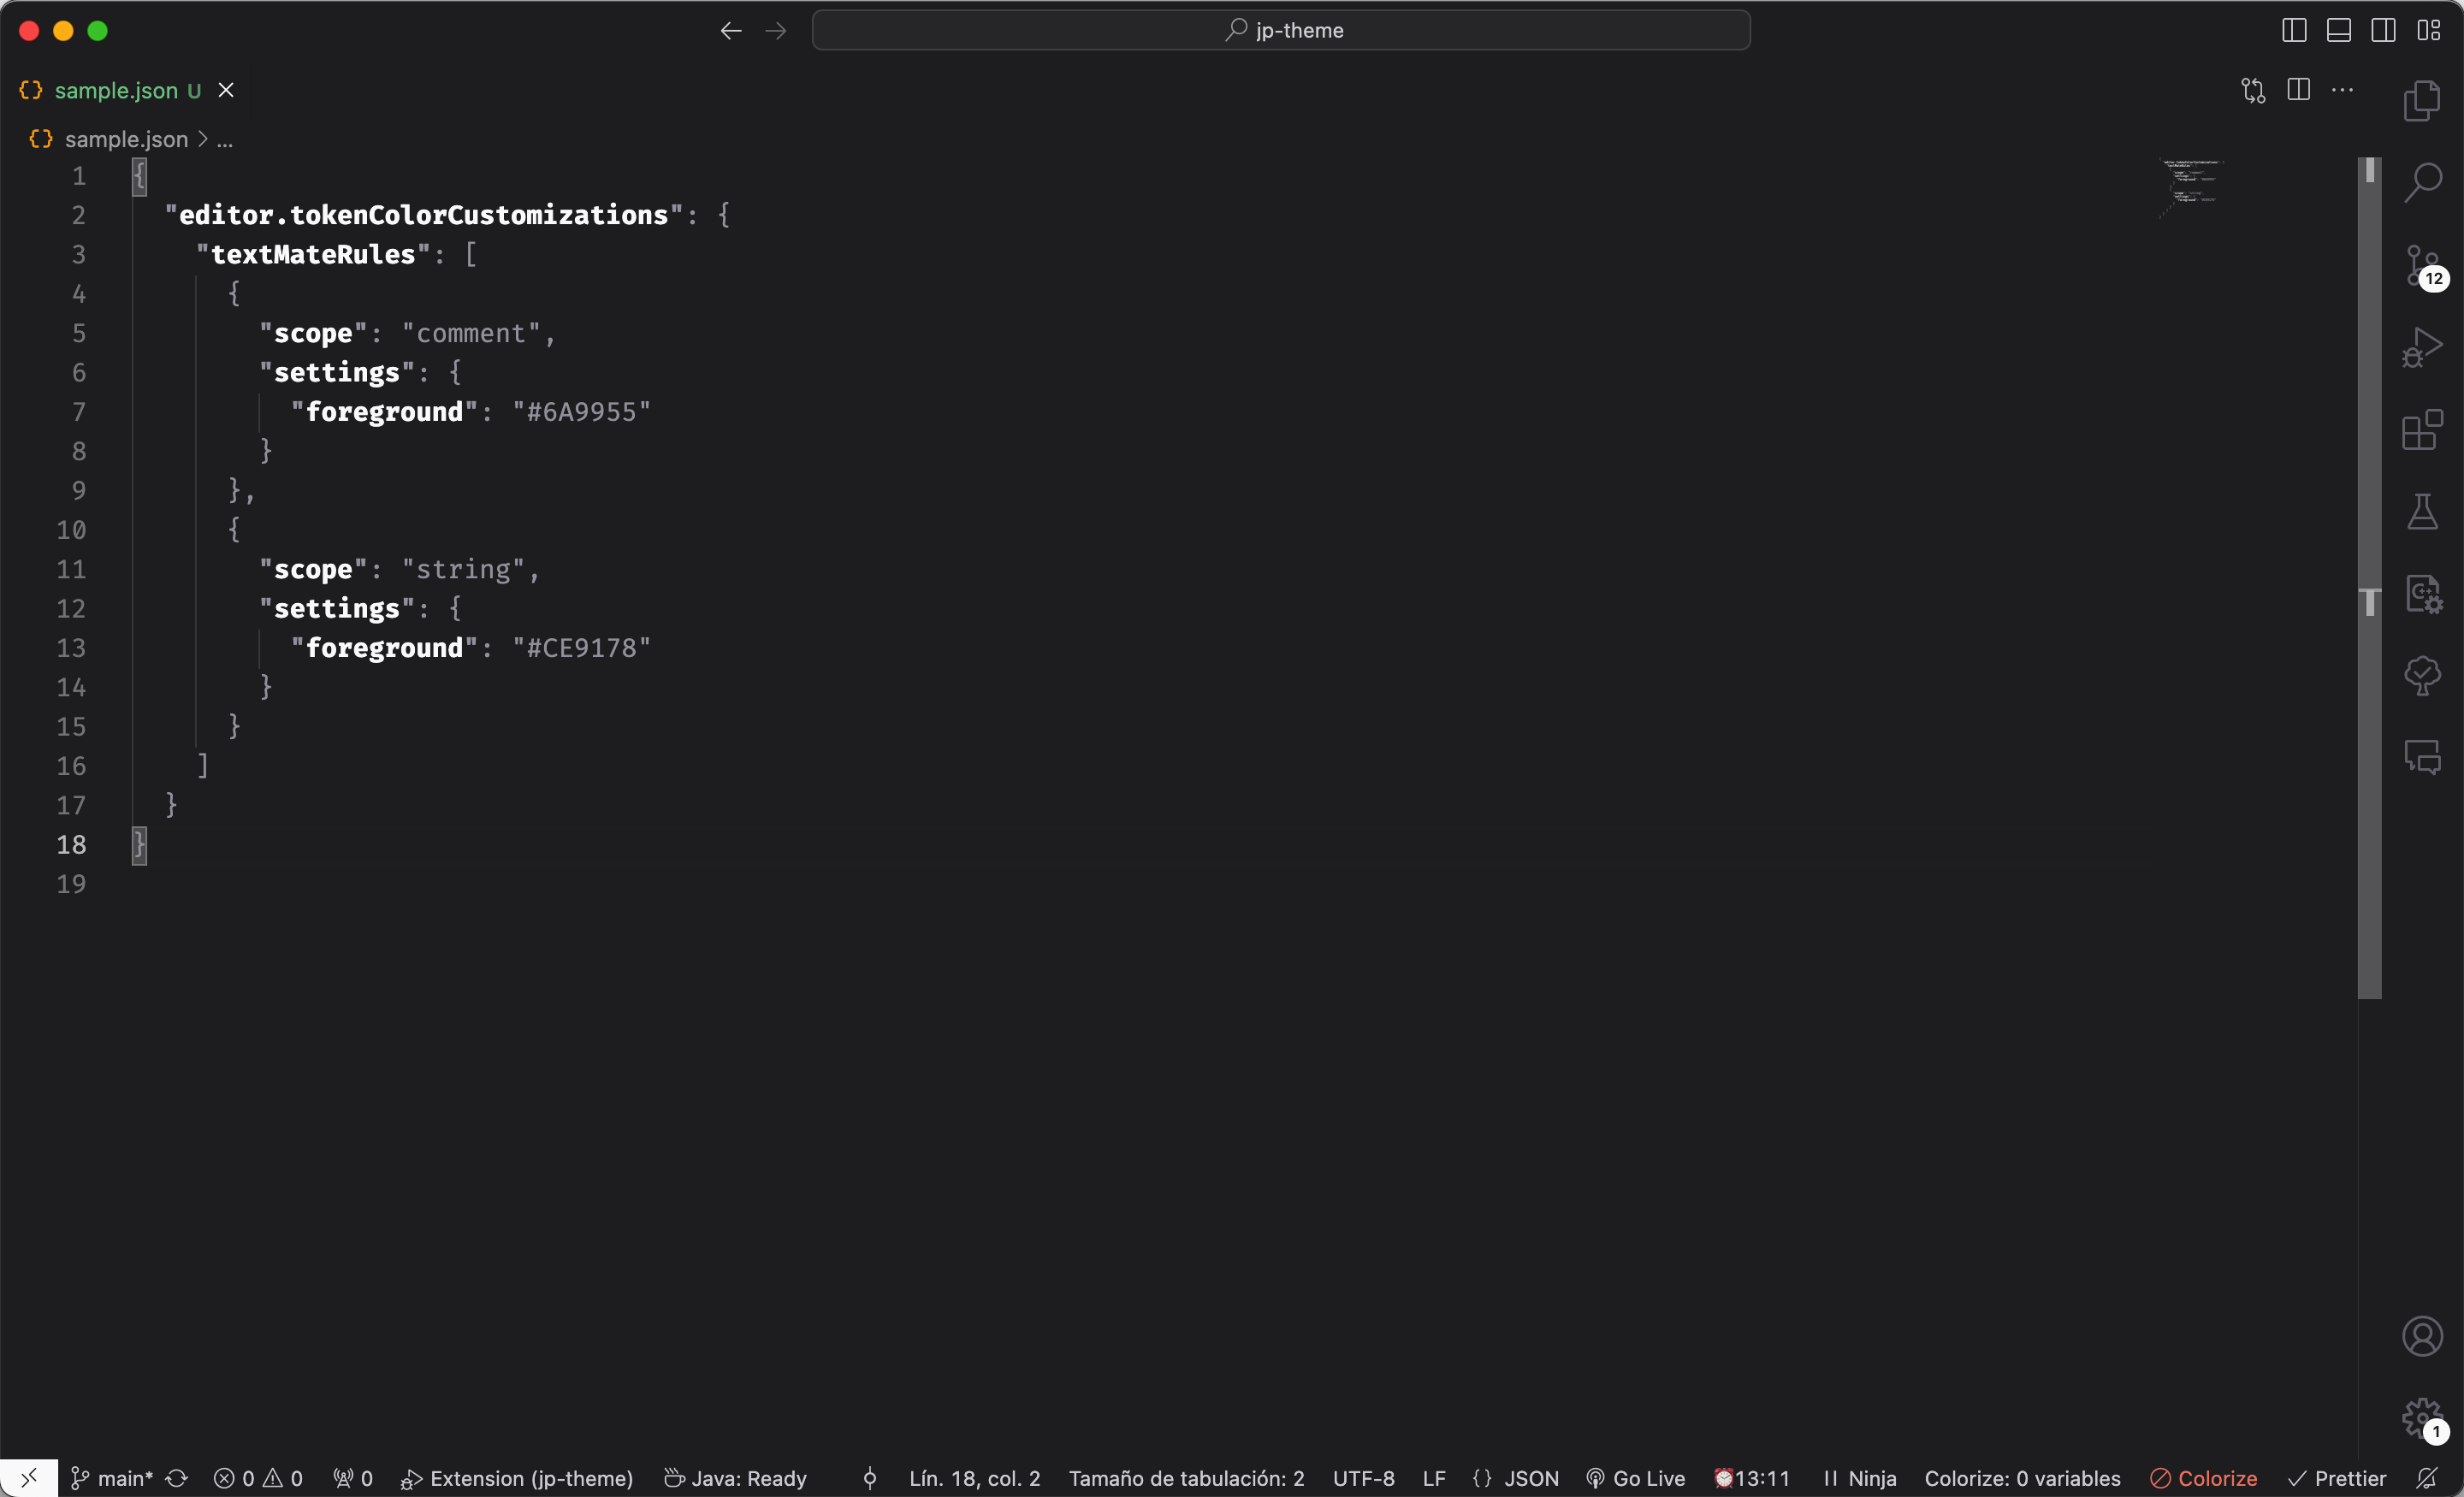 jp-theme
sample.json U
sample.json > ...
1 {
2 "editor.tokenColorCustomizations": {
3 "textMateRules": [
4 {
5 "scope": "comment",
6 "settings": {
7 "foreground": "#6A9955"
8 }
9 },
10 {
11 "scope": "string",
12 "settings": {
13 "foreground": "#CE9178"
14 }
15 }
16 ]
17 }
18 }
19
12
C++
1
main* 0 0 0 Extension (jp-theme) Java: Ready Lín. 18, col. 2 Tamaño de tabulación: 2 UTF-8 LF {} JSON Go Live 13:11 Ninja Colorize: 0 variables Colorize Prettier